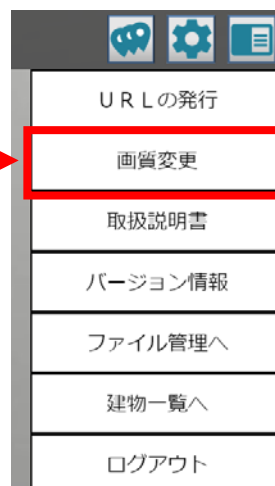 ＵＲＬの発行
画質変更
取扱説明書
バージョン情報
ファイル管理へ
建物一覧へ
ログアウト